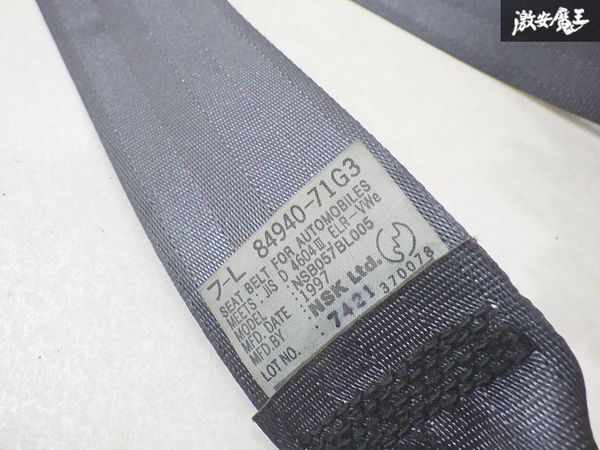 激安魔王
フ-L 84940-71G3
SEAT BELT FOR AUTOMOBILES
MEETS : JIS D 4604 III ELR-VWe
MODEL : NSB057BL005
MFD. DATE : 1997
MFD. BY : NSK Ltd.
LOT NO. : 7421 370078